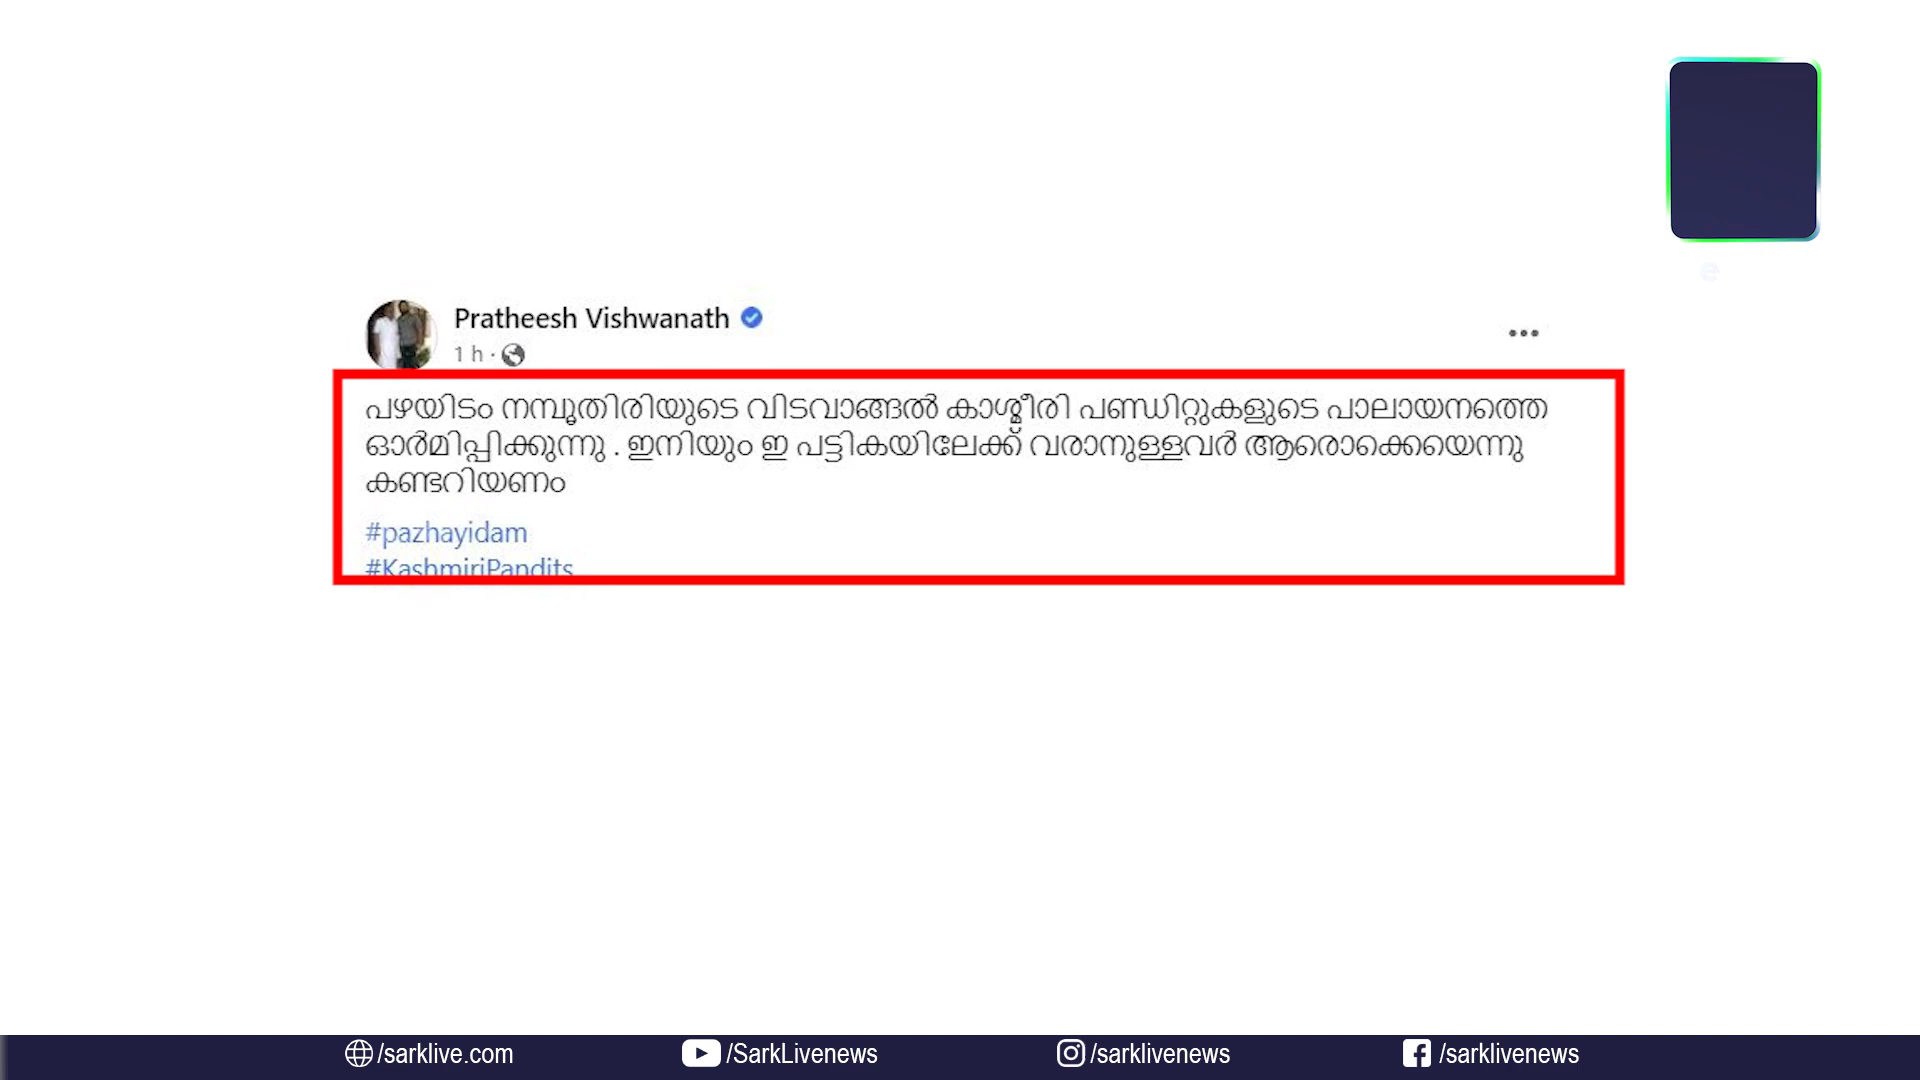 Pratheesh Vishwanath
1 h ·
പഴയിടം നമ്പൂതിരിയുടെ വിടവാങ്ങൽ കാശ്മീരി പണ്ഡിറ്റുകളുടെ പാലായനത്തെ
ഓർമിപ്പിക്കുന്നു . ഇനിയും ഇ പട്ടികയിലേക്ക് വരാനുള്ളവർ ആരൊക്കെയെന്നു
കണ്ടറിയണം
#pazhayidam
#KashmiriPandits
/sarklive.com
/SarkLivenews
/sarklivenews
/sarklivenews